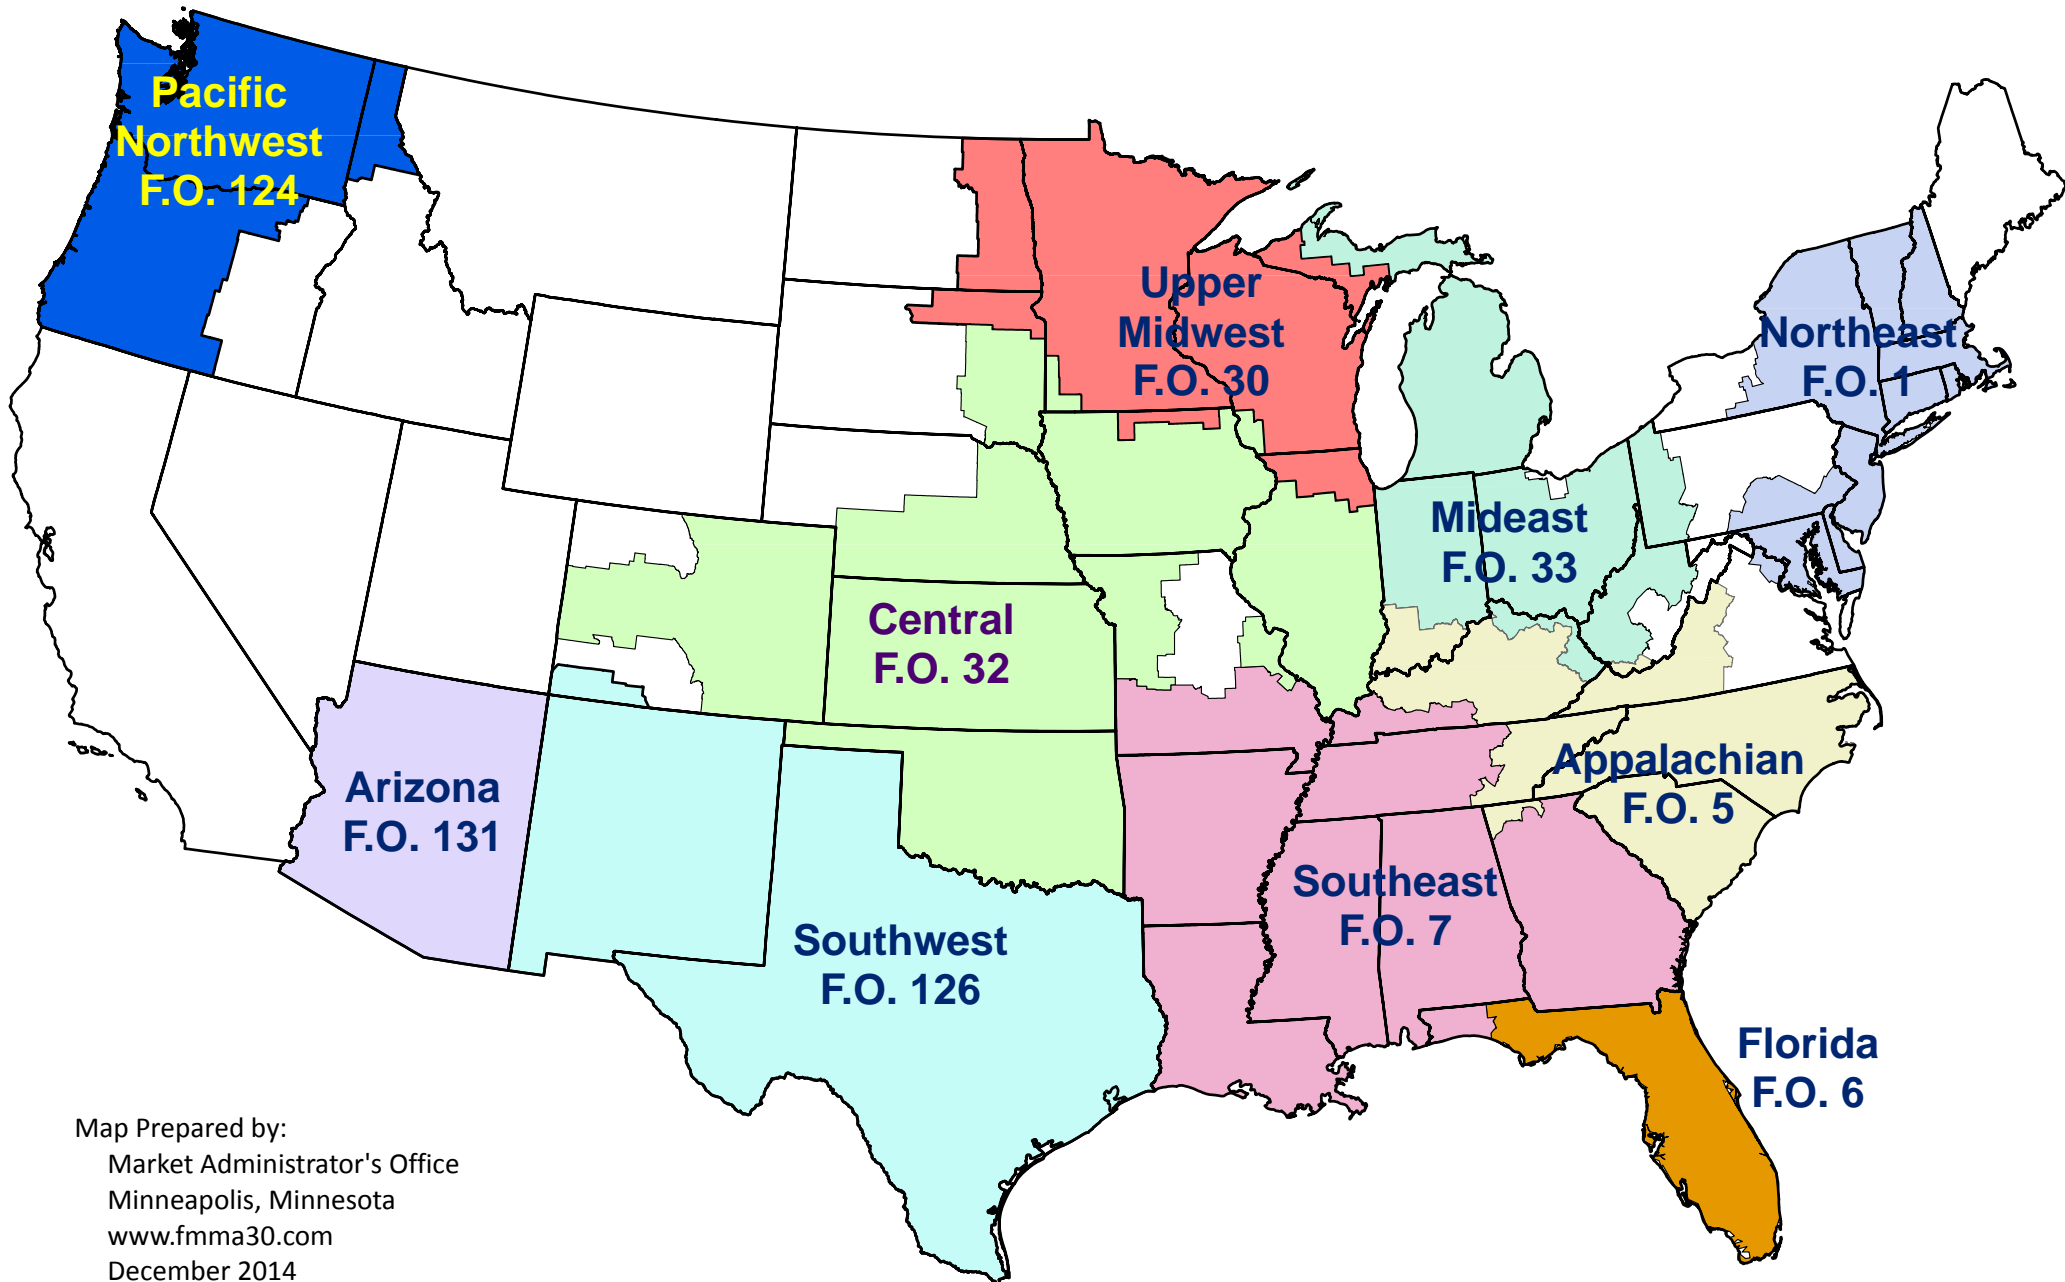 Pacific
Northwest
F.O. 124
Upper
Midwest
F.O. 30
Northeast
F.O. 1
Mideast
F.O. 33
Central
F.O. 32
Appalachian
F.O. 5
Arizona
F.O. 131
Southeast
F.O. 7
Southwest
F.O. 126
Florida
F.O. 6
Map Prepared by:
Market Administrator's Office
Minneapolis, Minnesota
www.fmma30.com
December 2014